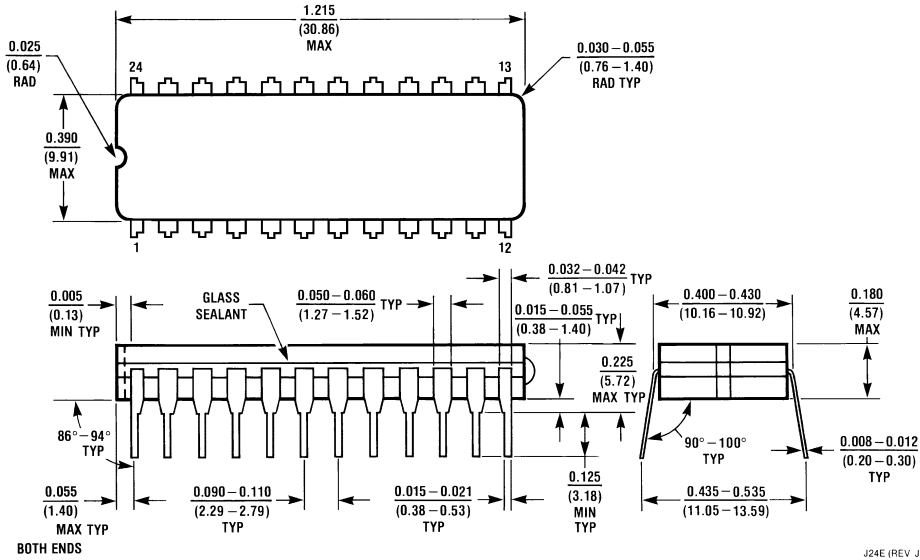 1.215
(30.86)
MAX
0.025
(0.64)
RAD
24
13
0.030 – 0.055
(0.76 – 1.40)
RAD TYP
0.390
(9.91)
MAX
1
12
0.032 – 0.042 TYP
(0.81 – 1.07)
0.005
(0.13)
MIN TYP
GLASS
SEALANT
0.050 – 0.060 TYP
(1.27 – 1.52)
0.015 – 0.055 TYP
(0.38 – 1.40)
0.400 – 0.430
(10.16 – 10.92)
0.180
(4.57)
MAX
0.225
(5.72)
MAX TYP
86° – 94°
TYP
90° – 100°
TYP
0.008 – 0.012
(0.20 – 0.30)
TYP
0.055
(1.40)
MAX TYP
BOTH ENDS
0.090 – 0.110
(2.29 – 2.79)
TYP
0.015 – 0.021
(0.38 – 0.53)
TYP
0.125
(3.18)
MIN
TYP
0.435 – 0.535
(11.05 – 13.59)
J24E (REV J